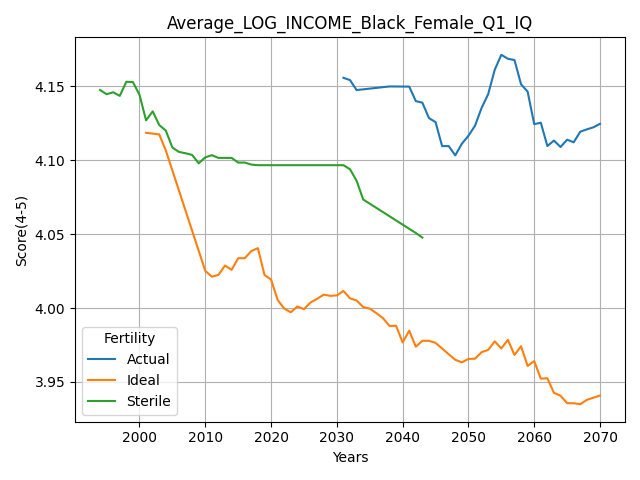 Average_LOG_INCOME_Black_Female_Q1_IQ
Score(4-5)
4.15
4.10
4.05
4.00
3.95
Fertility
Actual
Ideal
Sterile
2000 2010 2020 2030 2040 2050 2060 2070
Years